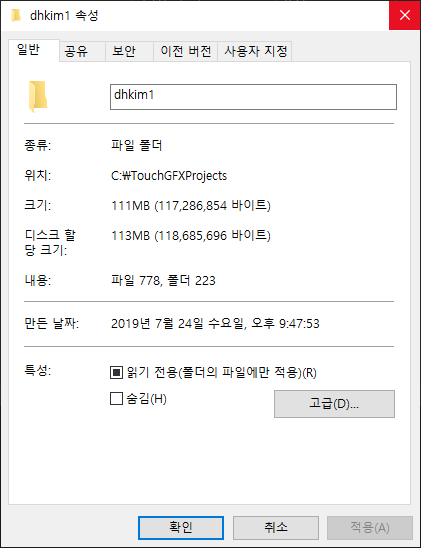 dhkim1 속성
일반 공유 보안 이전 버전 사용자 지정
dhkim1
종류: 파일 폴더
위치: C:₩TouchGFXProjects
크기: 111MB (117,286,854 바이트)
디스크 할
당 크기: 113MB (118,685,696 바이트)
내용: 파일 778, 폴더 223
만든 날짜: 2019년 7월 24일 수요일, 오후 9:47:53
특성: 읽기 전용(폴더의 파일에만 적용)(R)
숨김(H)
고급(D)...
확인 취소 적용(A)